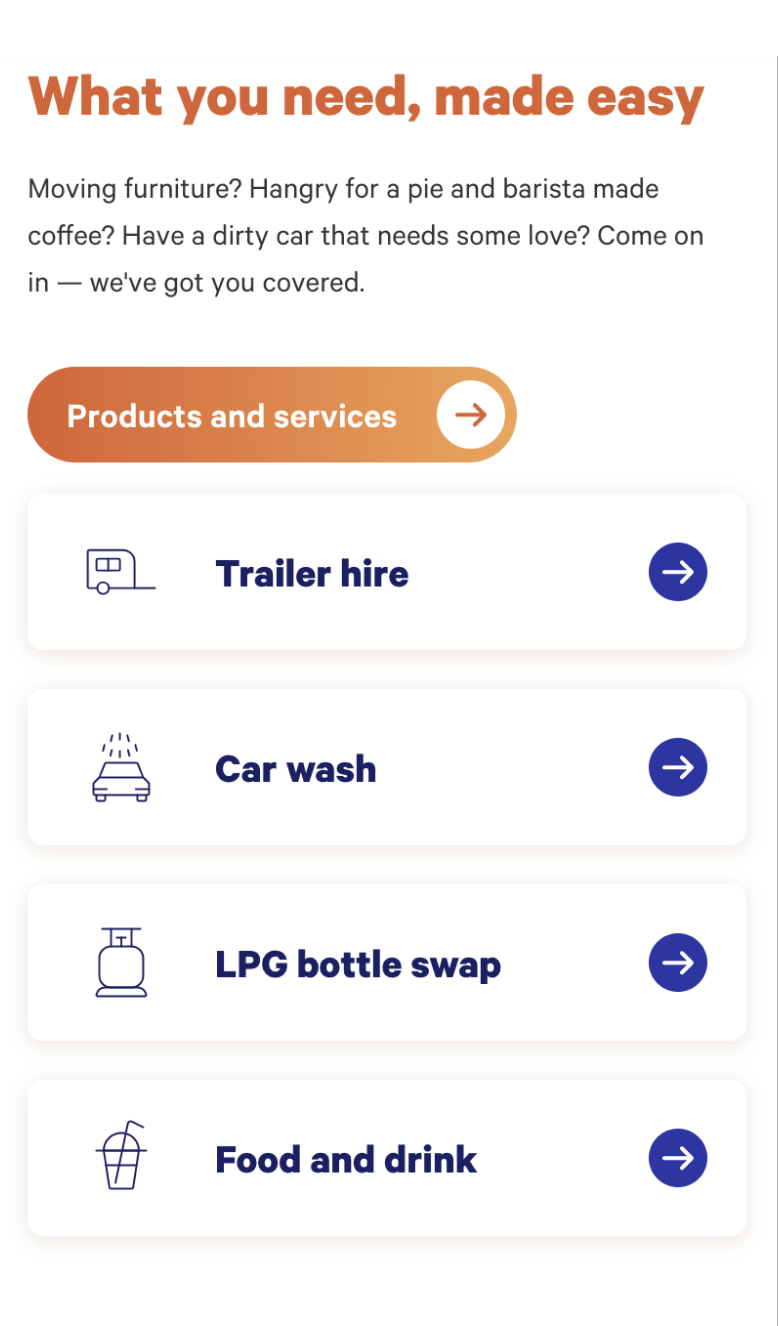 What you need, made easy
Moving furniture? Hangry for a pie and barista made
coffee? Have a dirty car that needs some love? Come on
in — we've got you covered.
Products and services
Trailer hire
Car wash
LPG bottle swap
Food and drink